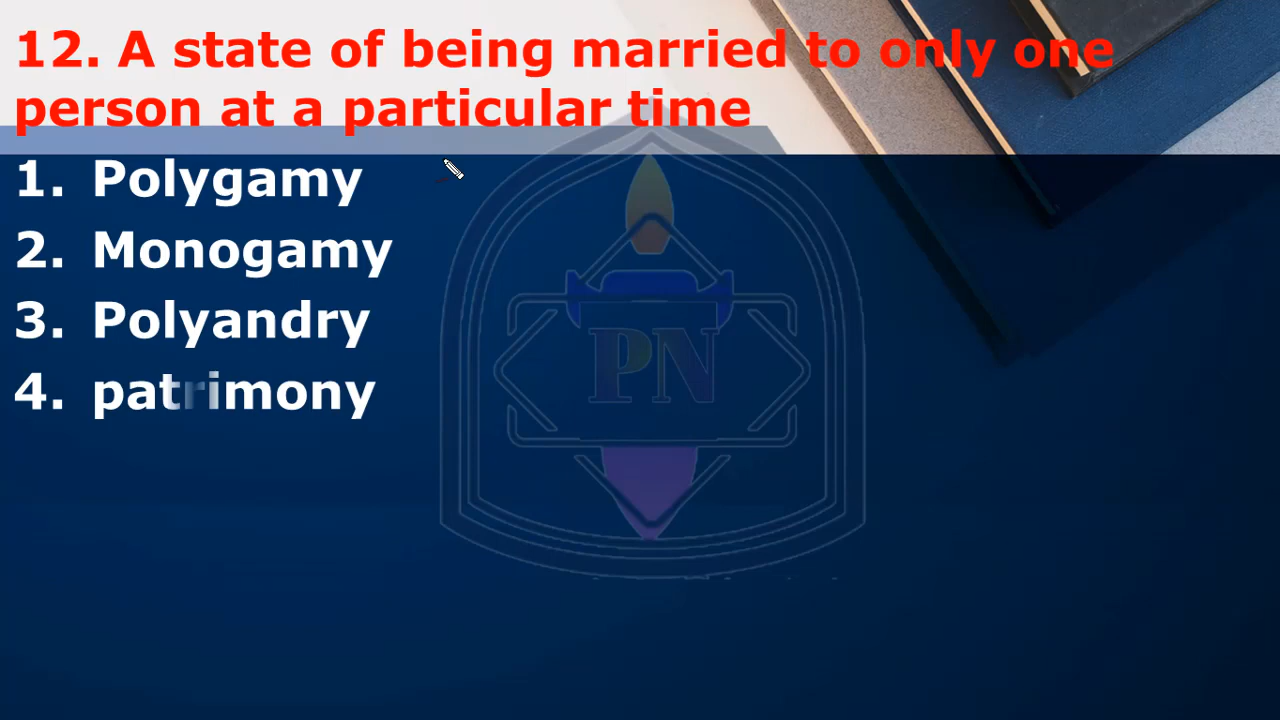 12. A state of being married to only one
person at a particular time
1. Polygamy
2. Monogamy
3. Polyandry
4. patrimony
PN